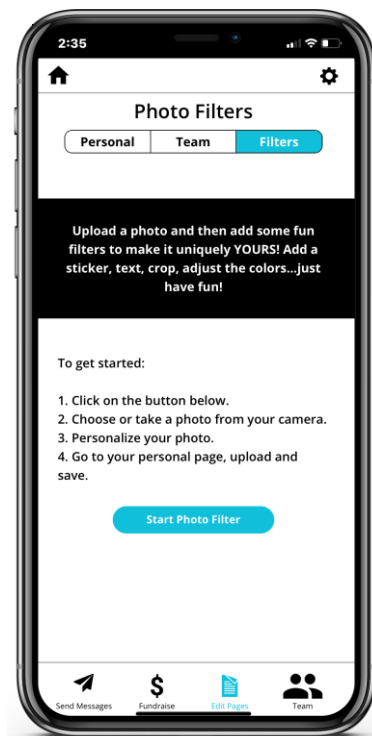 2:35
Photo Filters
Personal Team Filters
Upload a photo and then add some fun
filters to make it uniquely YOURS! Add a
sticker, text, crop, adjust the colors...just
have fun!
To get started:
1. Click on the button below.
2. Choose or take a photo from your camera.
3. Personalize your photo.
4. Go to your personal page, upload and
save.
Start Photo Filter
$
Send Messages Fundraise Edit Pages Team